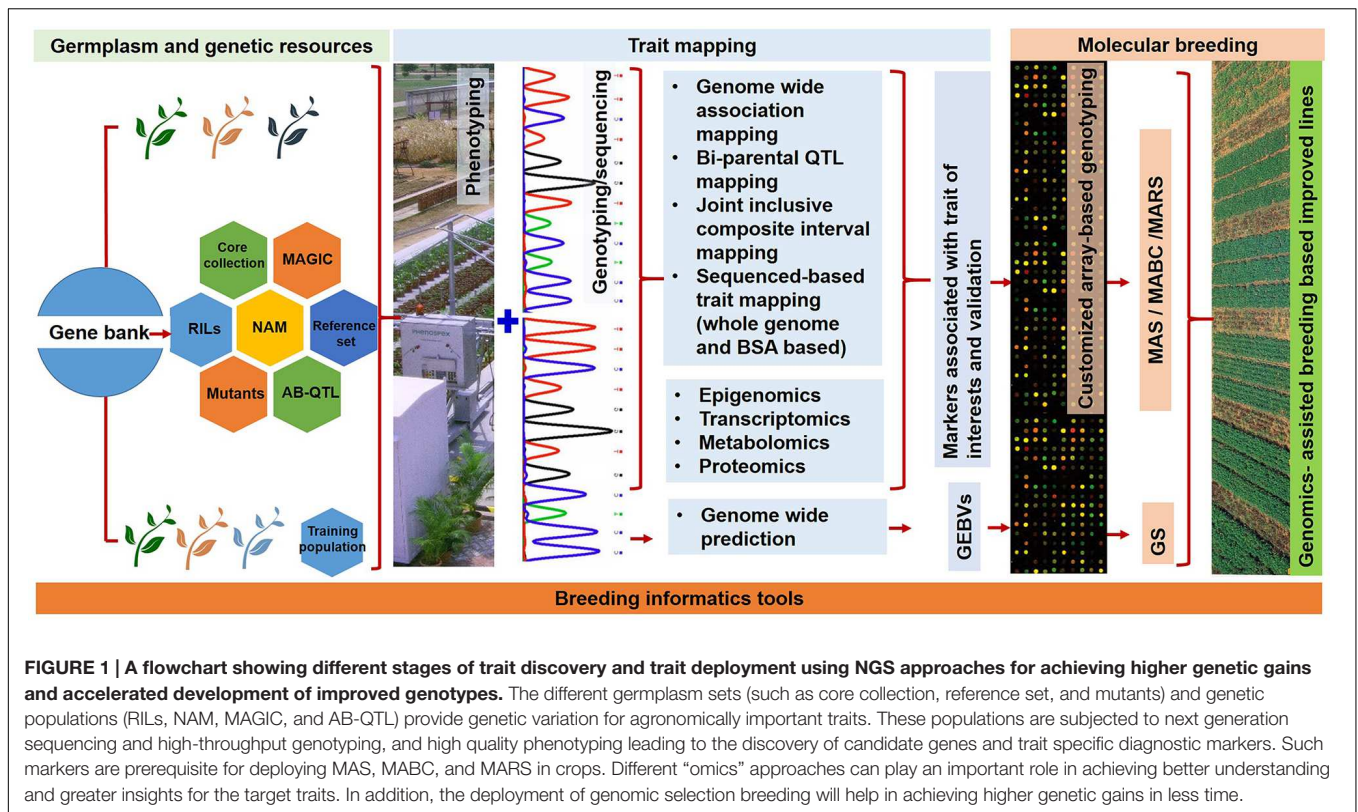 Germplasm and genetic resources
Trait mapping
Molecular breeding
Gene bank
Core
collection
MAGIC
RILs
NAM
Reference
set
Mutants
AB-QTL
Training
population
Phenotyping
PHENOSPEX
+
Genotyping/sequencing
• Genome wide
association
mapping
• Bi-parental QTL
mapping
• Joint inclusive
composite interval
mapping
• Sequenced-based
trait mapping
(whole genome
and BSA based)
• Epigenomics
• Transcriptomics
• Metabolomics
• Proteomics
• Genome wide
prediction
Markers associated with trait of
interests and validation
GEBVs
Customized array-based genotyping
MAS / MABC /MARS
GS
Genomics- assisted breeding based improved lines
Breeding informatics tools
FIGURE 1 | A flowchart showing different stages of trait discovery and trait deployment using NGS approaches for achieving higher genetic gains
and accelerated development of improved genotypes. The different germplasm sets (such as core collection, reference set, and mutants) and genetic
populations (RILs, NAM, MAGIC, and AB-QTL) provide genetic variation for agronomically important traits. These populations are subjected to next generation
sequencing and high-throughput genotyping, and high quality phenotyping leading to the discovery of candidate genes and trait specific diagnostic markers. Such
markers are prerequisite for deploying MAS, MABC, and MARS in crops. Different “omics” approaches can play an important role in achieving better understanding
and greater insights for the target traits. In addition, the deployment of genomic selection breeding will help in achieving higher genetic gains in less time.